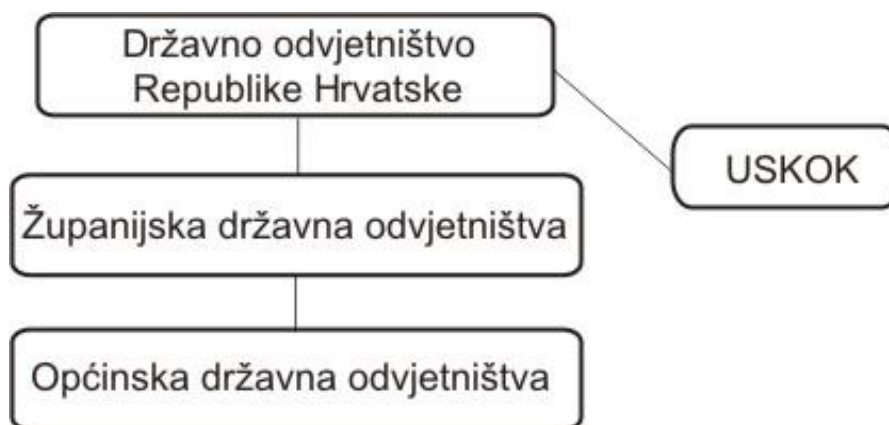 Državno odvjetništvo
Republike Hrvatske
USKOK
Županijska državna odvjetništva
Općinska državna odvjetništva